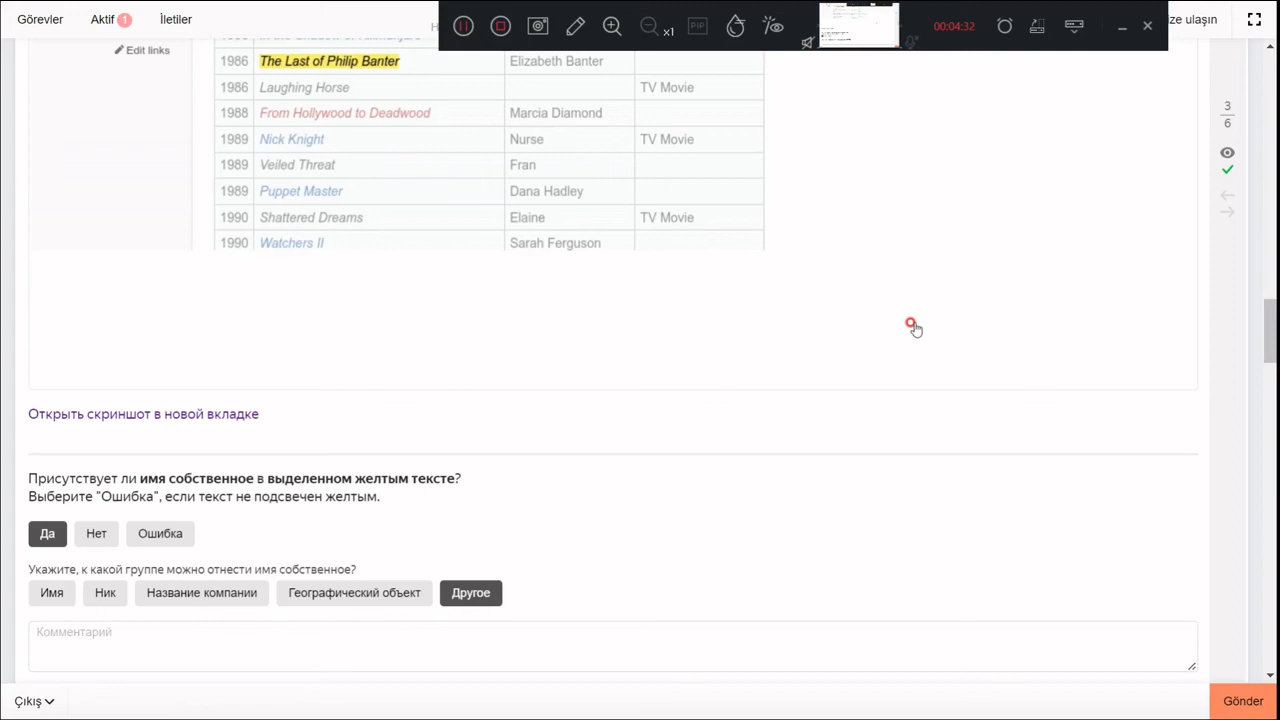 Görevler Aktif 1 İletiler
x1 PIP 00:04:32 ze ulaşın
Edit links
1986 The Last of Philip Banter Elizabeth Banter
1986 Laughing Horse TV Movie
1988 From Hollywood to Deadwood Marcia Diamond
1989 Nick Knight Nurse TV Movie
1989 Veiled Threat Fran
1989 Puppet Master Dana Hadley
1990 Shattered Dreams Elaine TV Movie
1990 Watchers II Sarah Ferguson
3
6
Открыть скриншот в новой вкладке
Присутствует ли имя собственное в выделенном желтым тексте?
Выберите "Ошибка", если текст не подсвечен желтым.
Да Нет Ошибка
Укажите, к какой группе можно отнести имя собственное?
Имя Ник Название компании Географический объект Другое
Комментарий
Çıkış Gönder